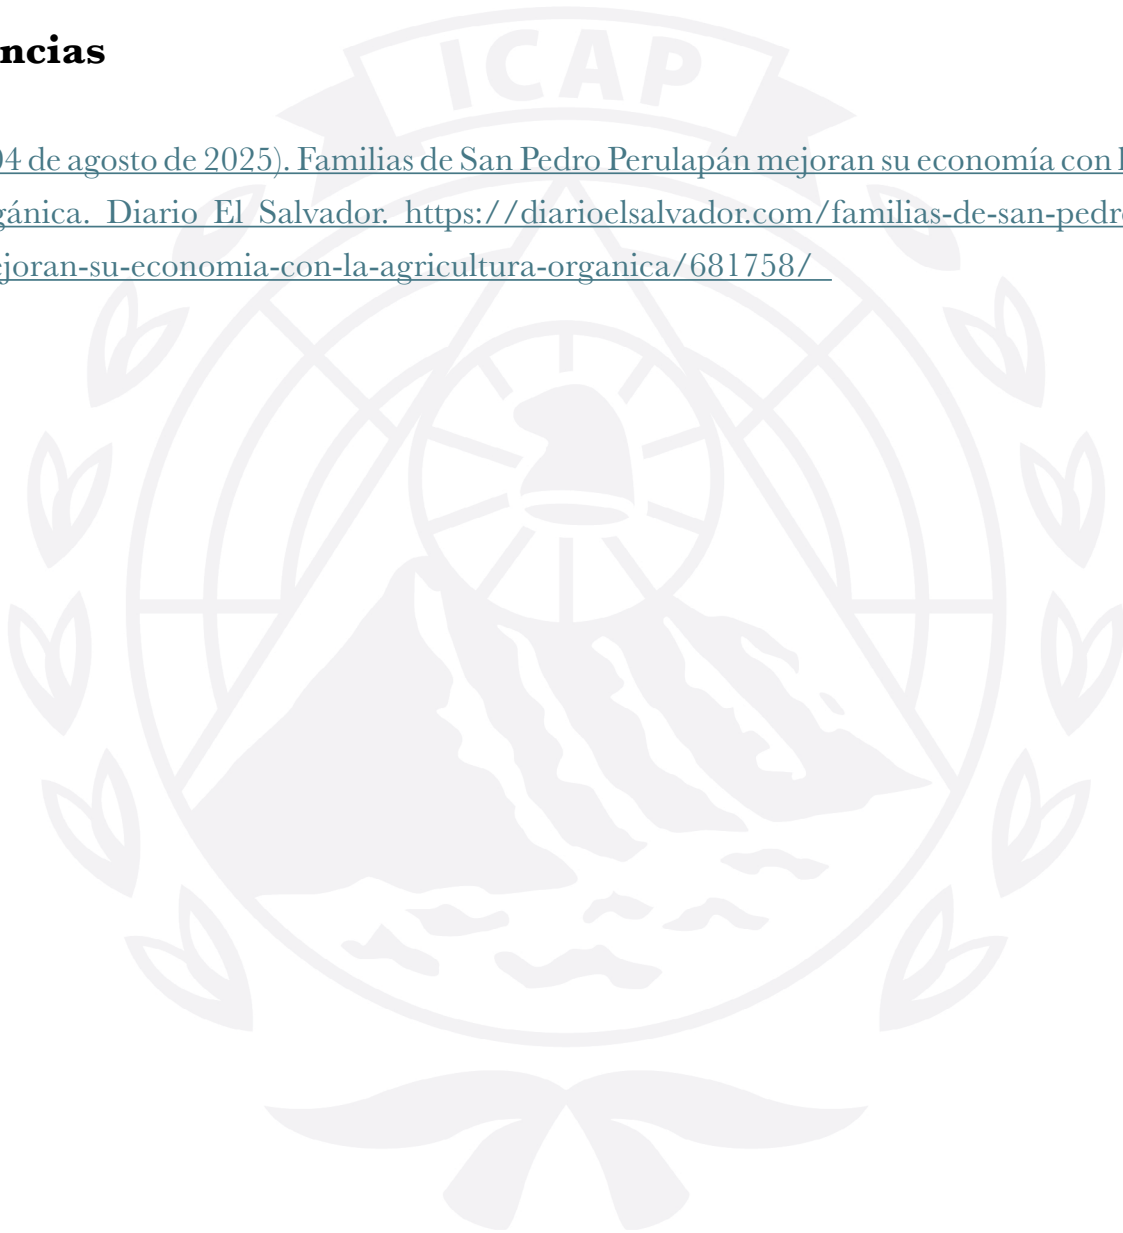 ICAP
ncias
04 de agosto de 2025). Familias de San Pedro Perulapán mejoran su economía con l
gánica. Diario El Salvador. https://diarioelsalvador.com/familias-de-san-pedr
ejoran-su-economia-con-la-agricultura-organica/681758/